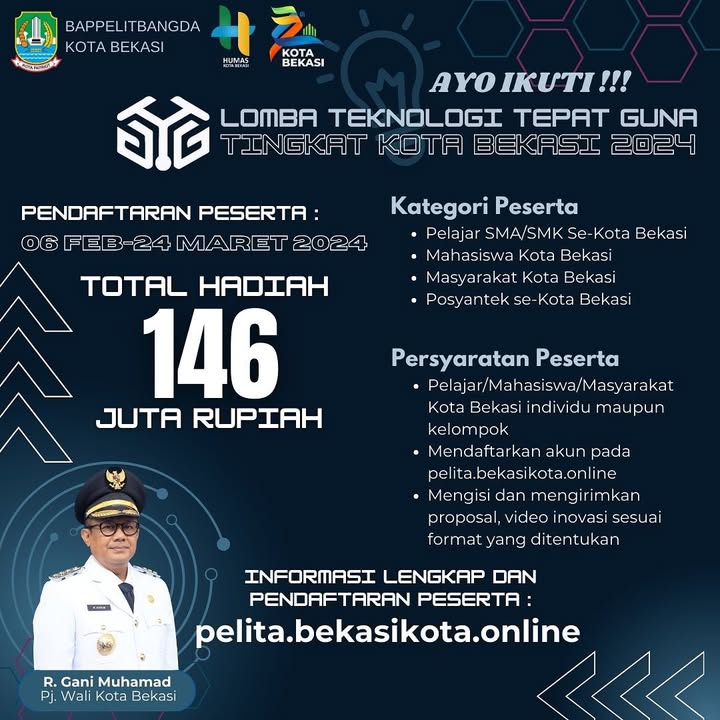 BAPPELITBANGDA
KOTA BEKASI
KOTA PATRIOT
HUMAS
KOTA BEKASI
KOTA
BEKASI
AYO IKUTI !!!
TTG
LOMBA TEKNOLOGI TEPAT GUNA
TINGKAT KOTA BEKASI 2024
PENDAFTARAN PESERTA :
06 FEB-24 MARET 2024
TOTAL HADIAH
146
JUTA RUPIAH
Kategori Peserta
• Pelajar SMA/SMK Se-Kota Bekasi
• Mahasiswa Kota Bekasi
• Masyarakat Kota Bekasi
• Posyantek se-Kota Bekasi
Persyaratan Peserta
• Pelajar/Mahasiswa/Masyarakat
Kota Bekasi individu maupun
kelompok
• Mendaftarkan akun pada
pelita.bekasikota.online
• Mengisi dan mengirimkan
proposal, video inovasi sesuai
format yang ditentukan
INFORMASI LENGKAP DAN
PENDAFTARAN PESERTA :
pelita.bekasikota.online
R. Gani Muhamad
Pj. Wali Kota Bekasi